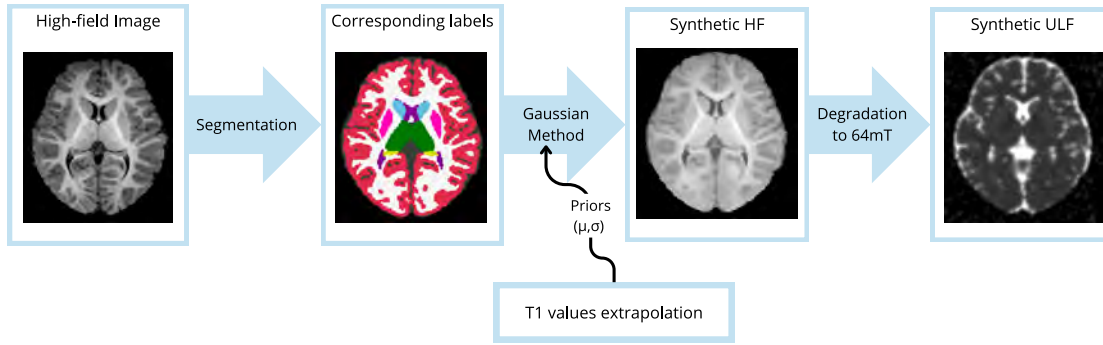 High-field Image
Corresponding labels
Synthetic HF
Synthetic ULF
Segmentation
Gaussian
Method
Degradation
to 64mT
Priors
(μ,σ)
T1 values extrapolation